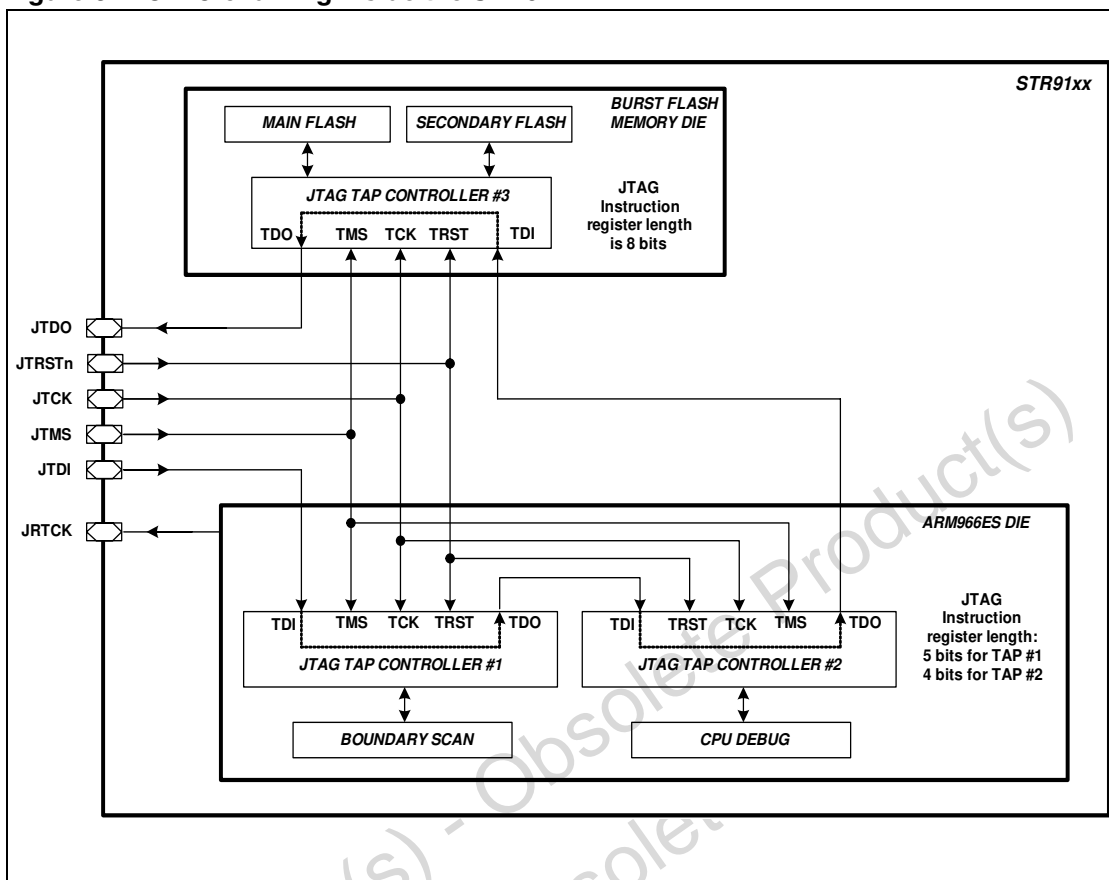 STR91xx
BURST FLASH
MEMORY DIE
MAIN FLASH
SECONDARY FLASH
JTAG TAP CONTROLLER #3
JTAG
Instruction
register length
is 8 bits
TDO TMS TCK TRST TDI
JTDO
JTRSTn
JTCK
JTMS
JTDI
JRTCK
ARM966ES DIE
TDI TMS TCK TRST TDO
JTAG TAP CONTROLLER #1
TDI TRST TCK TMS TDO
JTAG TAP CONTROLLER #2
JTAG
Instruction
register length:
5 bits for TAP #1
4 bits for TAP #2
BOUNDARY SCAN
CPU DEBUG
(s) - Obsolete Product(s)